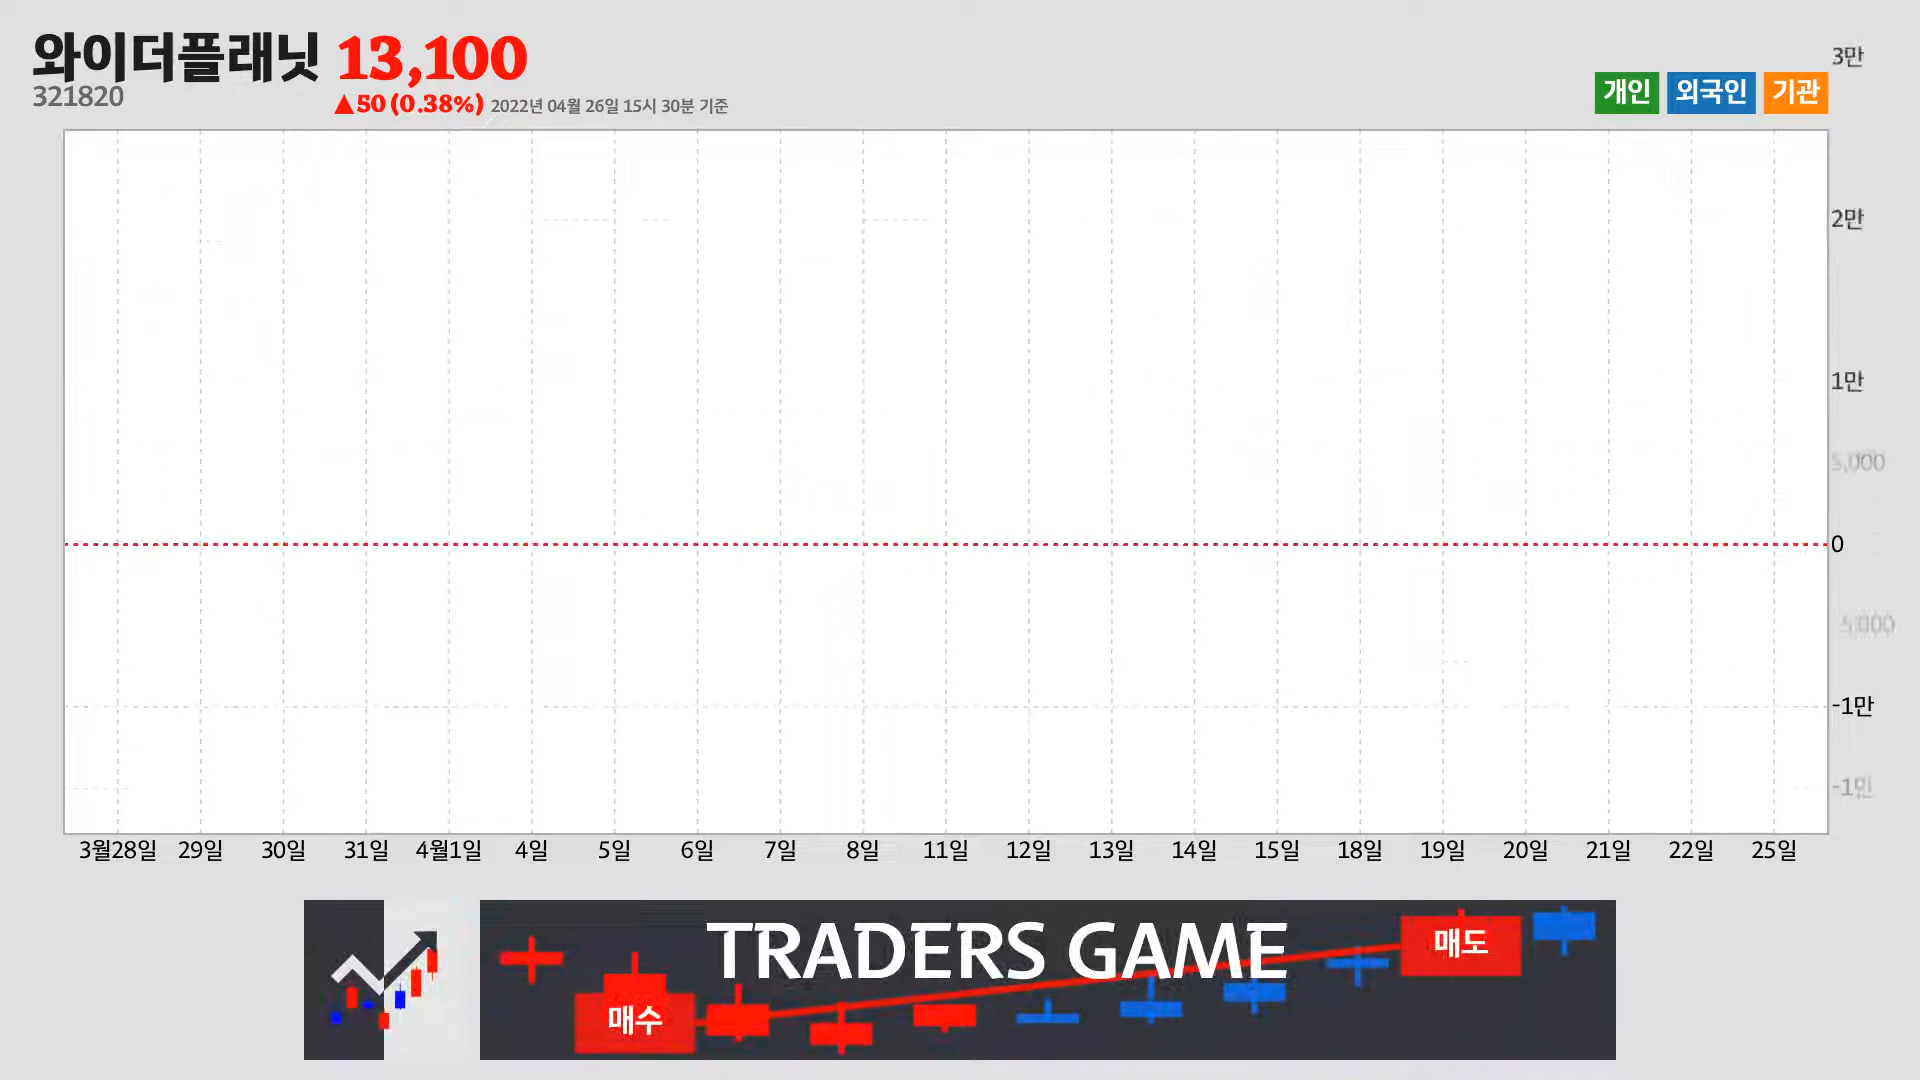 와이더플래닛 13,100
321820
▲50 (0.38%) 2022년 04월 26일 15시 30분 기준
개인 외국인 기관
3만
2만
1만
5,000
0
-1만
3월28일 29일 30일 31일 4월1일 4일 5일 6일 7일 8일 11일 12일 13일 14일 15일 18일 19일 20일 21일 22일 25일
TRADERS GAME
매도
매수